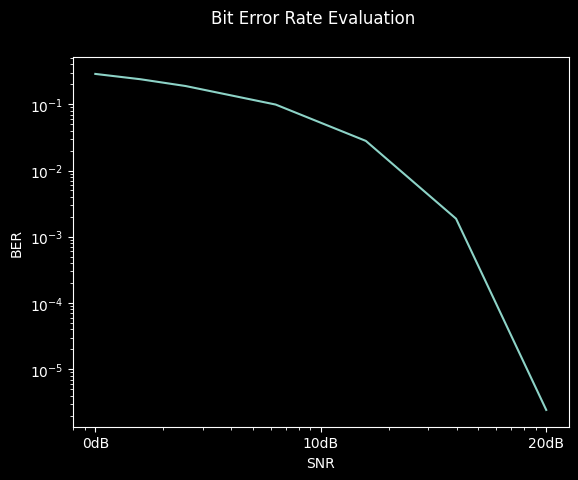 Bit Error Rate Evaluation
BER
10⁻¹
10⁻²
10⁻³
10⁻⁴
10⁻⁵
0dB 10dB 20dB
SNR